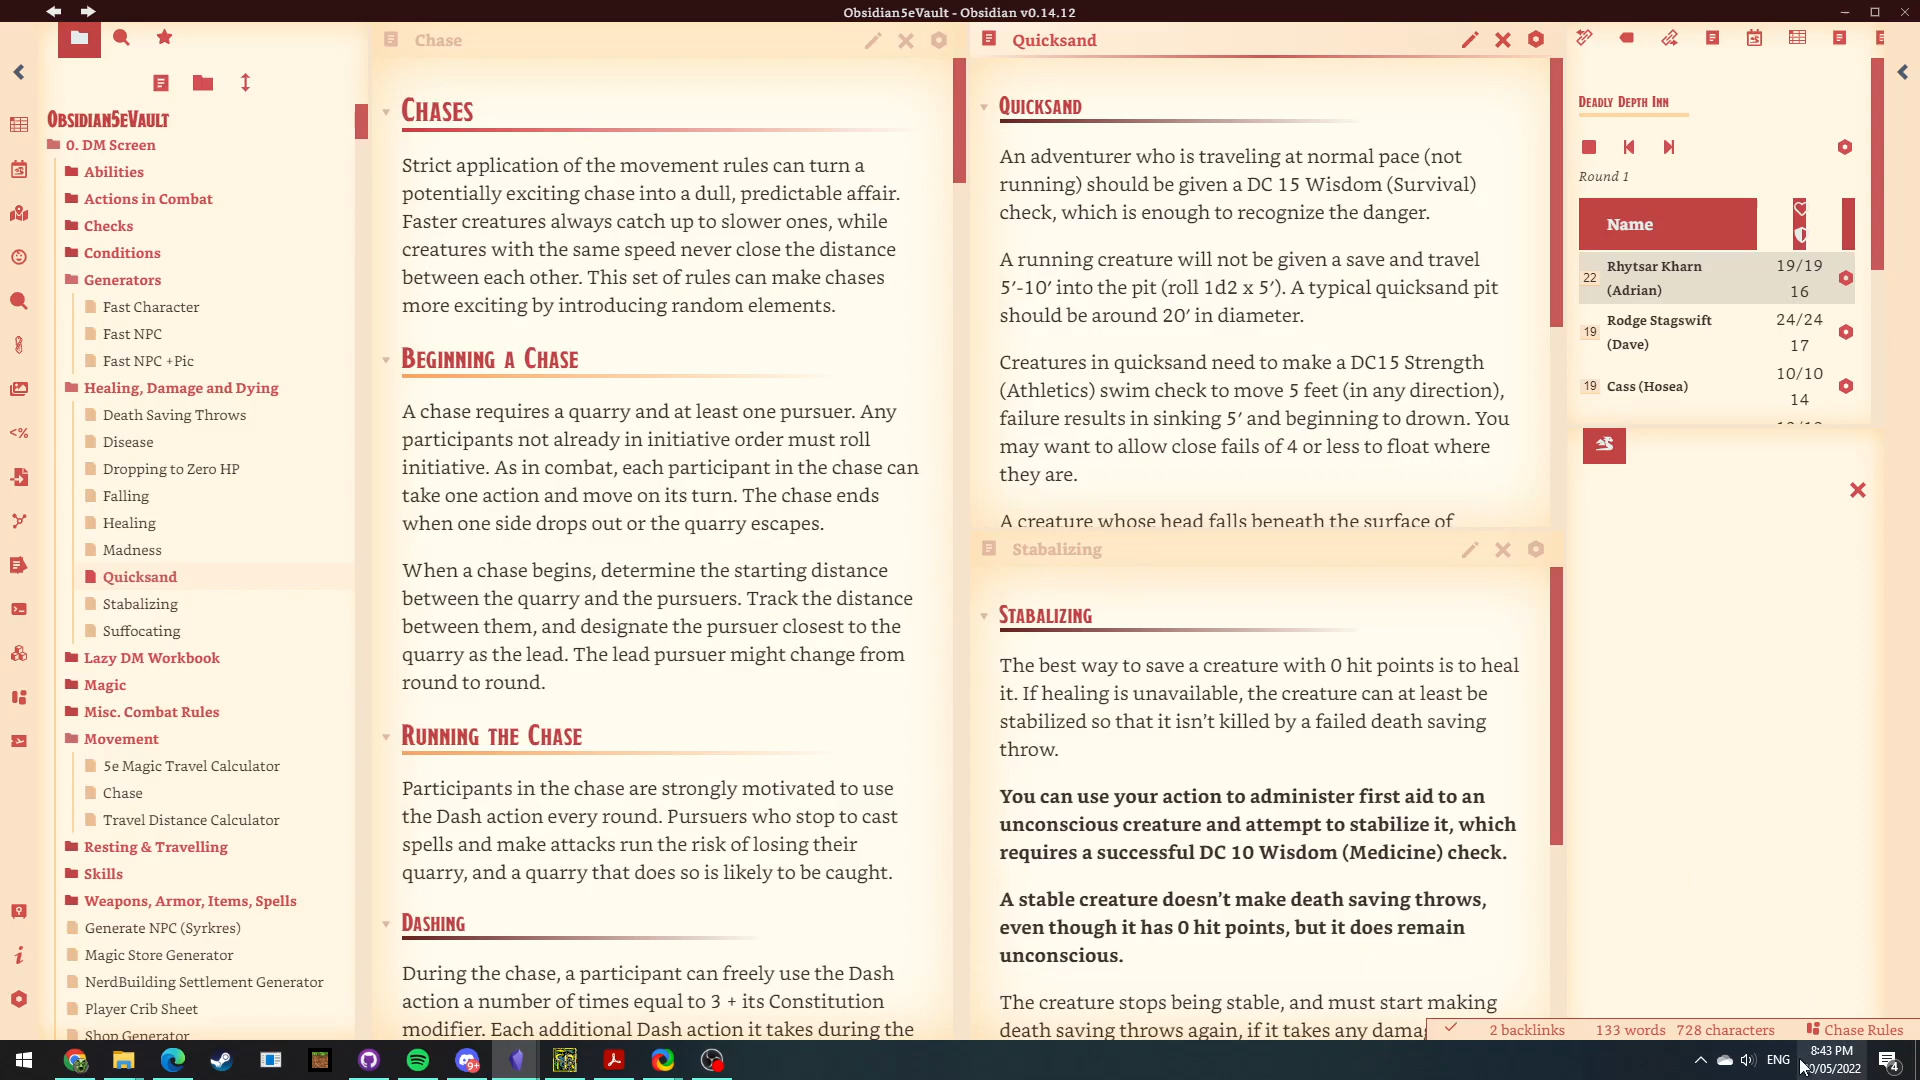 Obsidian5eVault - Obsidian v0.14.12
Obsidian5eVault
0. DM Screen
Abilities
Actions in Combat
Checks
Conditions
Generators
Fast Character
Fast NPC
Fast NPC +Pic
Healing, Damage and Dying
Death Saving Throws
Disease
Dropping to Zero HP
Falling
Healing
Madness
Quicksand
Stabalizing
Suffocating
Lazy DM Workbook
Magic
Misc. Combat Rules
Movement
5e Magic Travel Calculator
Chase
Travel Distance Calculator
Resting & Travelling
Skills
Weapons, Armor, Items, Spells
Generate NPC (Syrkres)
Magic Store Generator
NerdBuilding Settlement Generator
Player Crib Sheet
Shop Generator
Chase
Chases
Strict application of the movement rules can turn a
potentially exciting chase into a dull, predictable affair.
Faster creatures always catch up to slower ones, while
creatures with the same speed never close the distance
between each other. This set of rules can make chases
more exciting by introducing random elements.
Beginning a Chase
A chase requires a quarry and at least one pursuer. Any
participants not already in initiative order must roll
initiative. As in combat, each participant in the chase can
take one action and move on its turn. The chase ends
when one side drops out or the quarry escapes.
When a chase begins, determine the starting distance
between the quarry and the pursuers. Track the distance
between them, and designate the pursuer closest to the
quarry as the lead. The lead pursuer might change from
round to round.
Running the Chase
Participants in the chase are strongly motivated to use
the Dash action every round. Pursuers who stop to cast
spells and make attacks run the risk of losing their
quarry, and a quarry that does so is likely to be caught.
Dashing
During the chase, a participant can freely use the Dash
action a number of times equal to 3 + its Constitution
modifier. Each additional Dash action it takes during the
Quicksand
Quicksand
An adventurer who is traveling at normal pace (not
running) should be given a DC 15 Wisdom (Survival)
check, which is enough to recognize the danger.
A running creature will not be given a save and travel
5′-10′ into the pit (roll 1d2 x 5′). A typical quicksand pit
should be around 20′ in diameter.
Creatures in quicksand need to make a DC15 Strength
(Athletics) swim check to move 5 feet (in any direction),
failure results in sinking 5′ and beginning to drown. You
may want to allow close fails of 4 or less to float where
they are.
A creature whose head falls beneath the surface of
Stabalizing
Stabalizing
The best way to save a creature with 0 hit points is to heal
it. If healing is unavailable, the creature can at least be
stabilized so that it isn't killed by a failed death saving
throw.
You can use your action to administer first aid to an
unconscious creature and attempt to stabilize it, which
requires a successful DC 10 Wisdom (Medicine) check.
A stable creature doesn't make death saving throws,
even though it has 0 hit points, but it does remain
unconscious.
The creature stops being stable, and must start making
death saving throws again, if it takes any dama
Deadly Depth Inn
Round 1
Name
22 Rhytsar Kharn (Adrian) 19/19 16
19 Rodge Stagswift (Dave) 24/24 17
19 Cass (Hosea) 10/10 14
2 backlinks 133 words 728 characters Chase Rules
9+
ENG
8:43 PM
0/05/2022
4